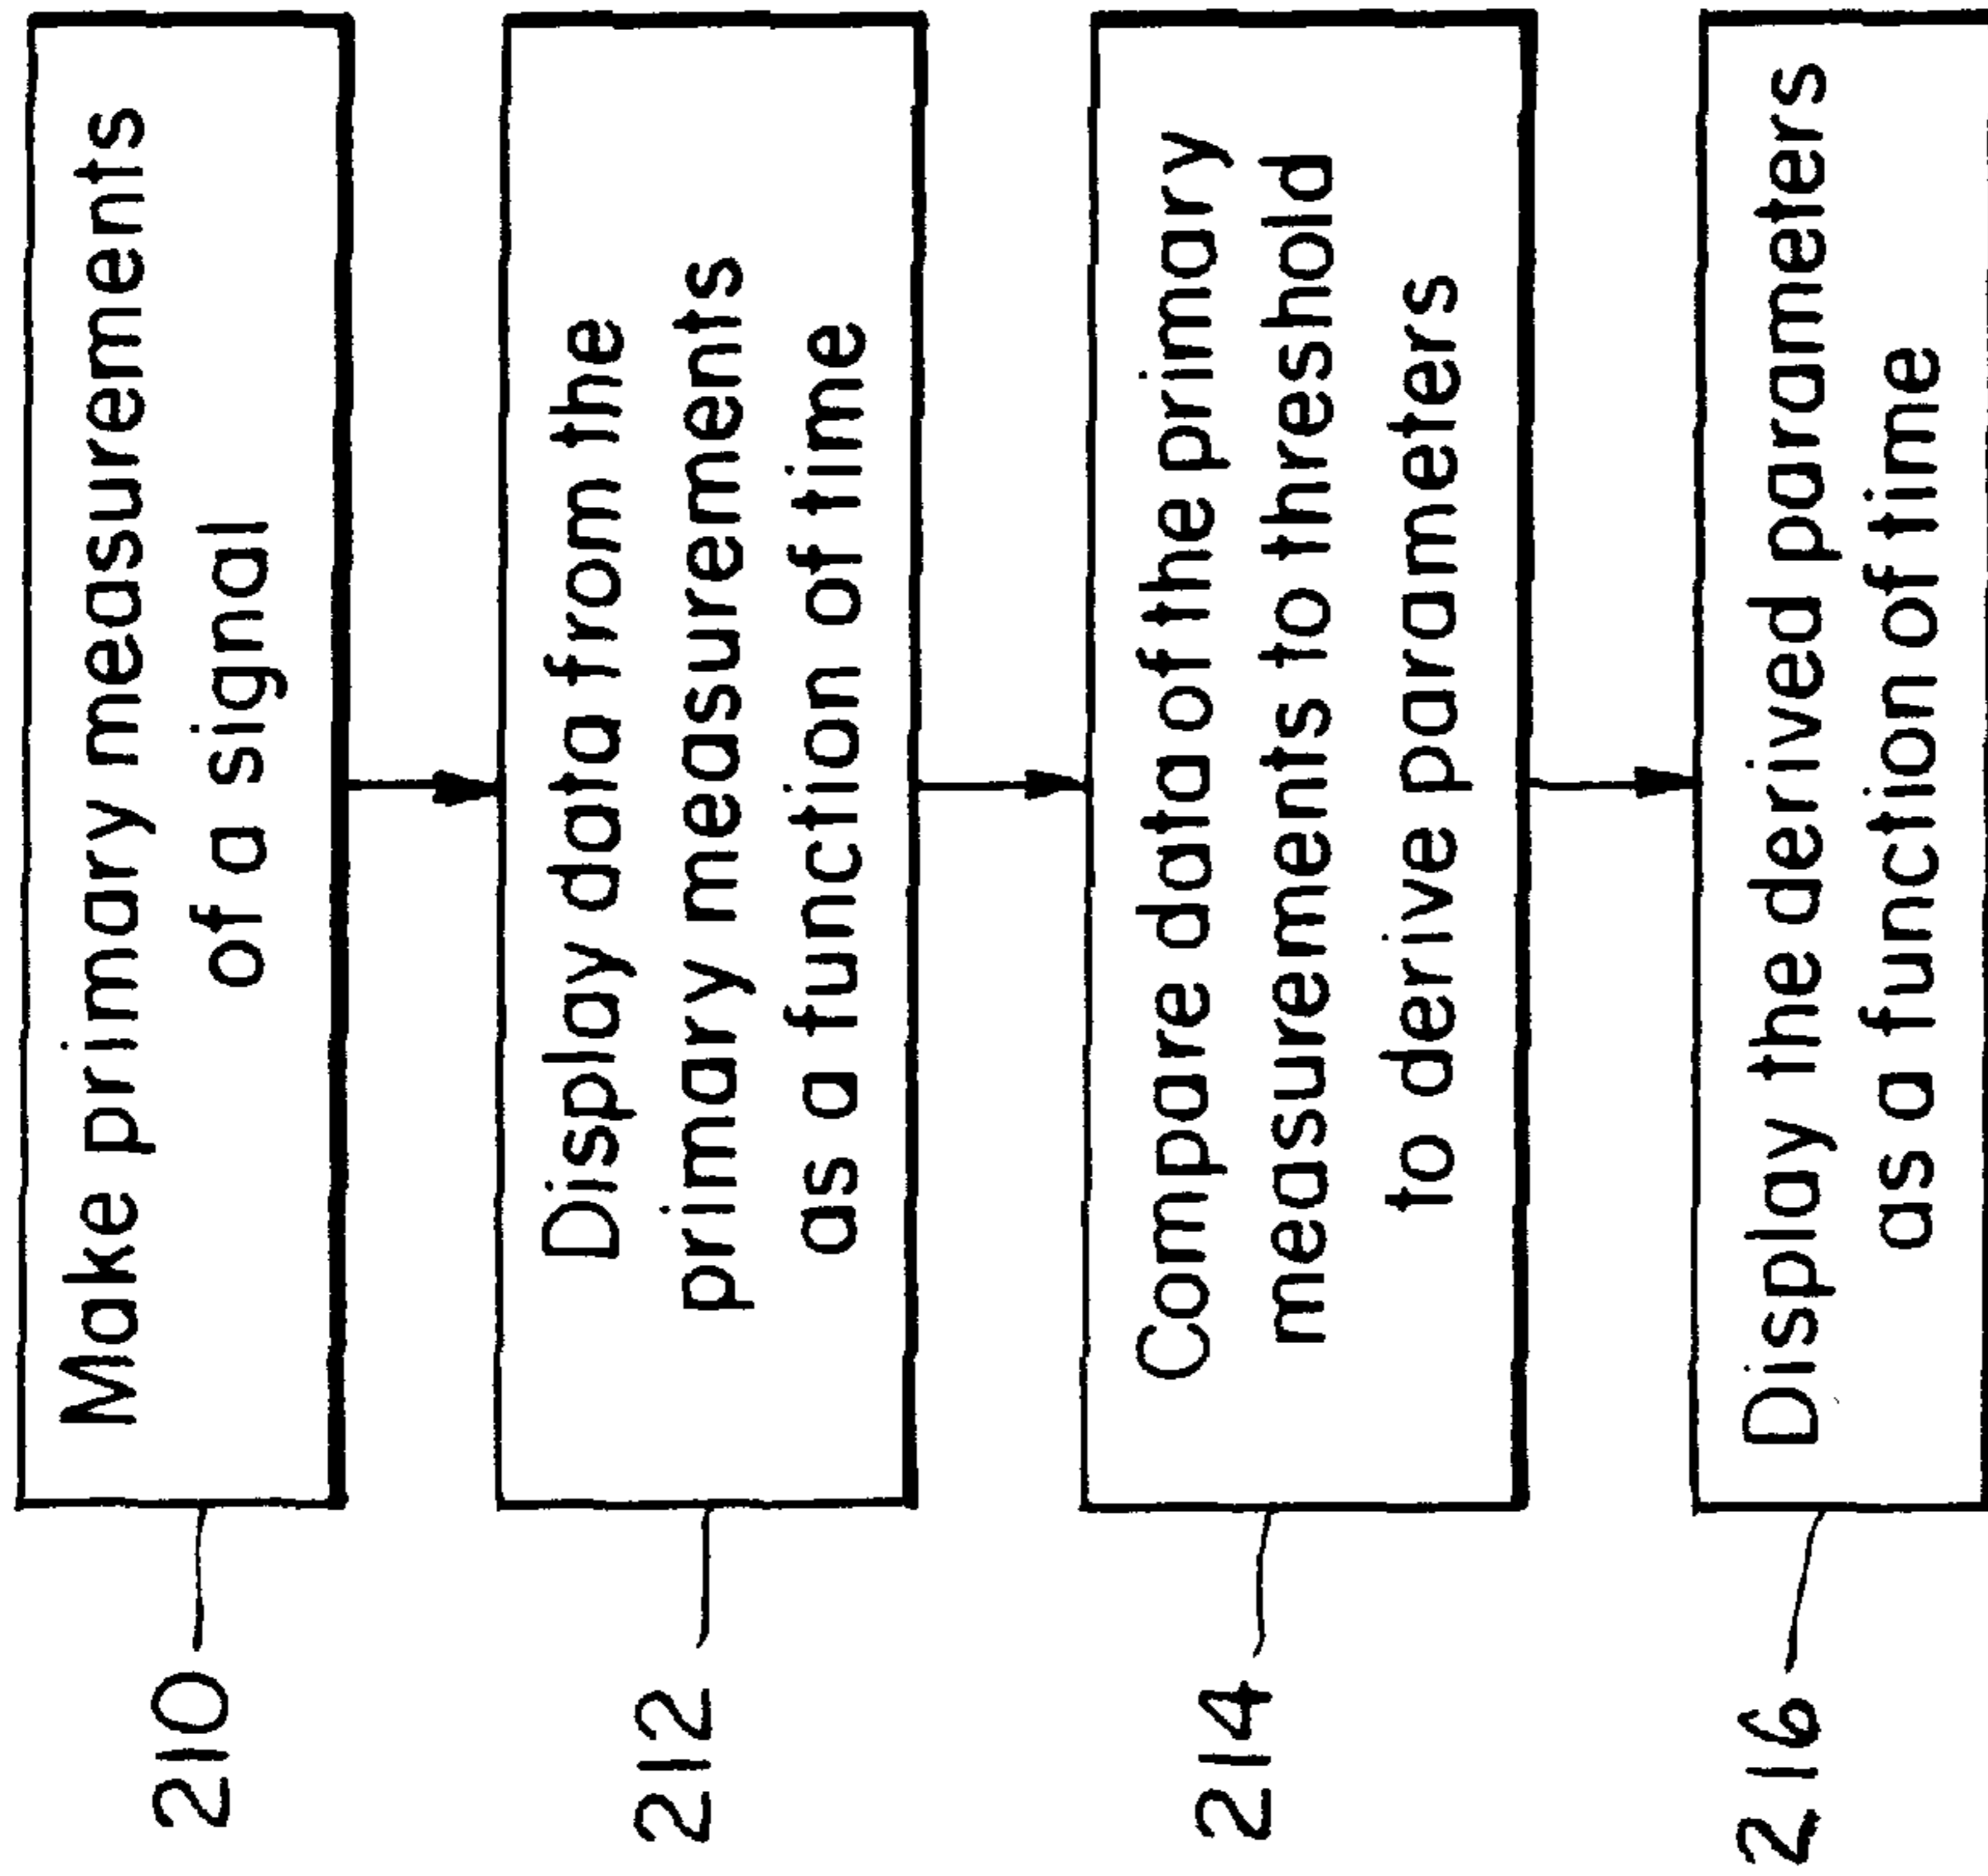 Make primary measurements
of a signal
210
Display data from the
primary measurements
as a function of time
212
Compare data of the primary
measurements to threshold
to derive parameters
214
Display the derived parameters
as a function of time
216